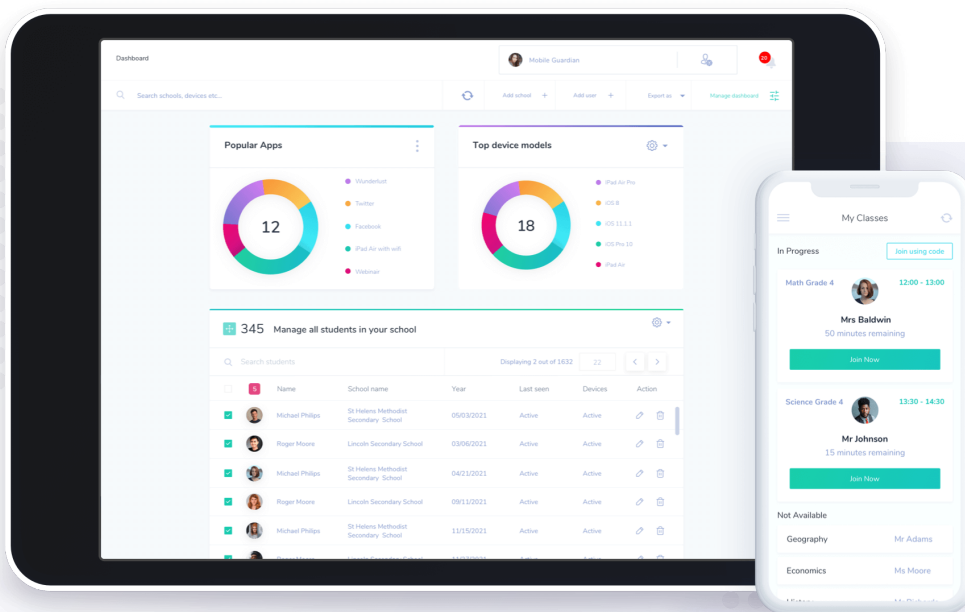 Dashboard
Mobile Guardian
20
Search schools, devices etc...
Add school +
Add user +
Export as
Manage dashboard
Popular Apps
12
Wunderlust
Twitter
Facebook
iPad Air with wifi
Webinair
Top device models
18
iPad Air Pro
iOS 8
iOS 11.1.1
iOS Pro 10
iPad Air
345 Manage all students in your school
Search students
Displaying 2 out of 1632
22
S Name School name Year Last seen Devices Action
Michael Philips St Helens Methodist Secondary School 05/03/2021 Active Active
Roger Moore Lincoln Secondary School 03/06/2021 Active Active
Michael Philips St Helens Methodist Secondary School 04/21/2021 Active Active
Roger Moore Lincoln Secondary School 09/11/2021 Active Active
Michael Philips St Helens Methodist Secondary School 11/15/2021 Active Active
My Classes
In Progress
Join using code
Math Grade 4
12:00 - 13:00
Mrs Baldwin
50 minutes remaining
Join Now
Science Grade 4
13:30 - 14:30
Mr Johnson
15 minutes remaining
Join Now
Not Available
Geography Mr Adams
Economics Ms Moore